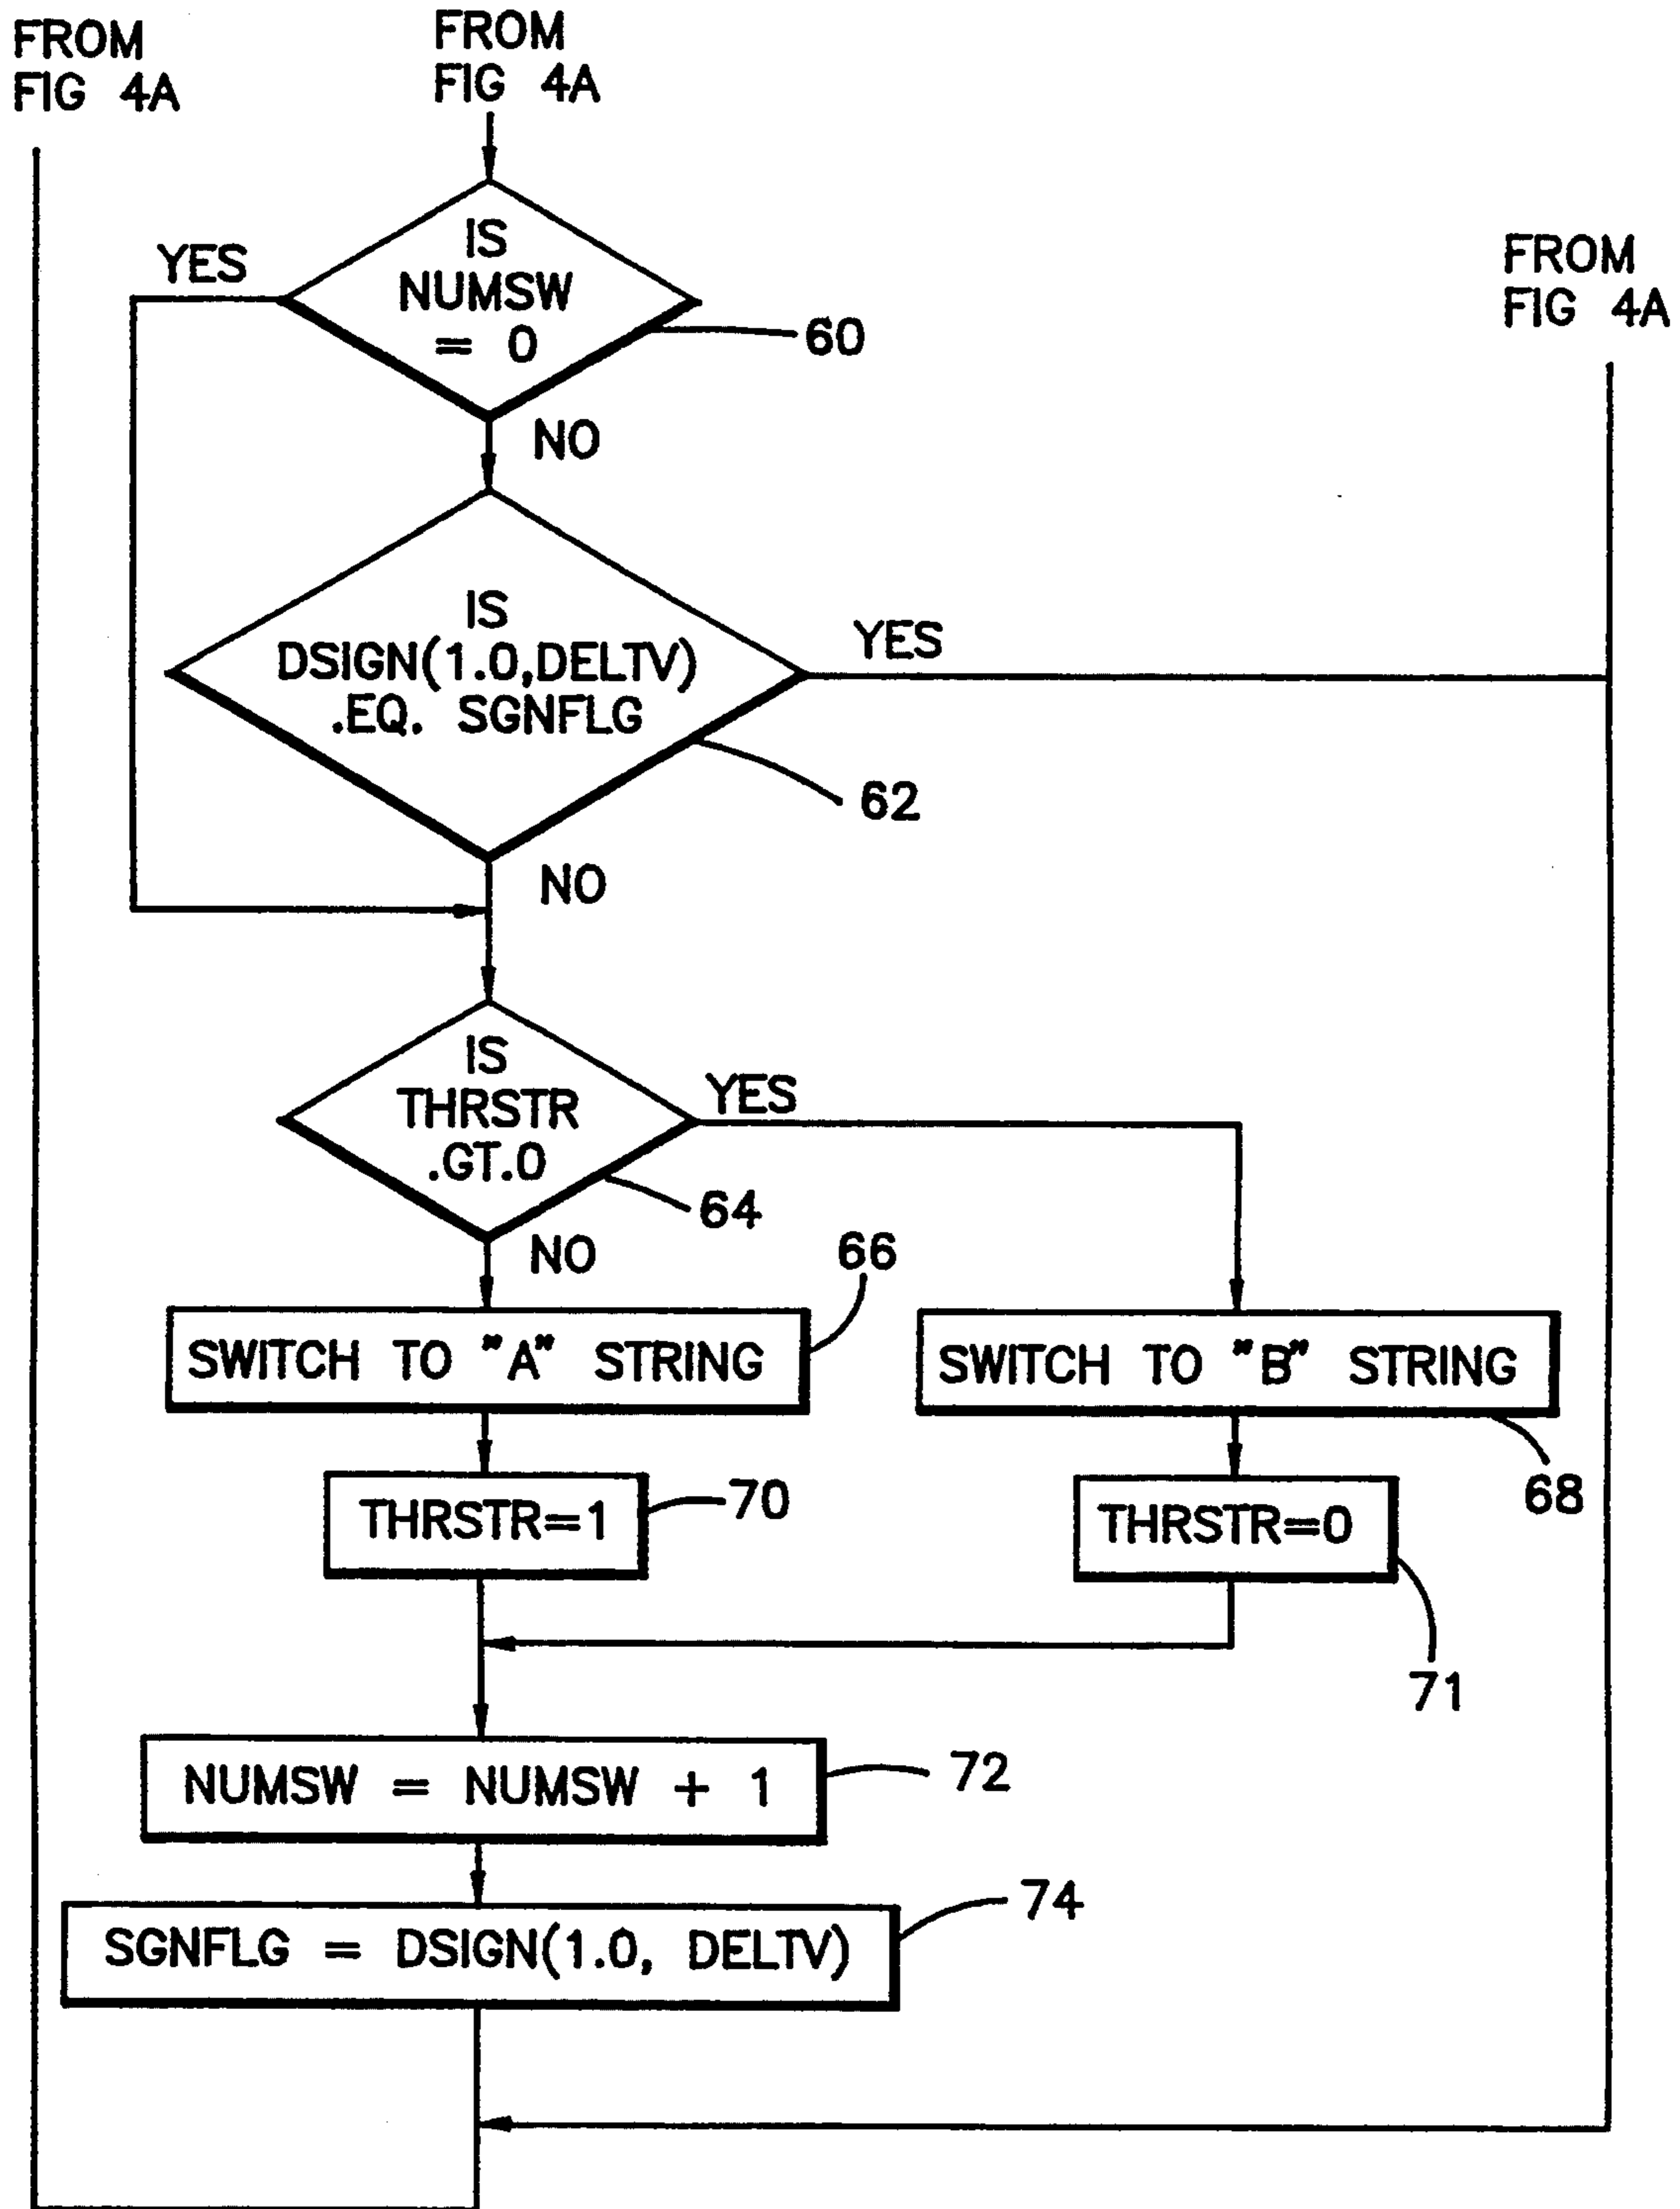 FROM
FIG 4A
FROM
FIG 4A
FROM
FIG 4A
IS
NUMSW
= 0
YES
60
NO
IS
DSIGN(1.0,DELTV)
.EQ. SGNFLG
YES
62
NO
IS
THRSTR
.GT.0
YES
64
NO
66
SWITCH TO "A" STRING
SWITCH TO "B" STRING
68
THRSTR=1
70
THRSTR=0
71
NUMSW = NUMSW + 1
72
SGNFLG = DSIGN(1.0, DELTV)
74